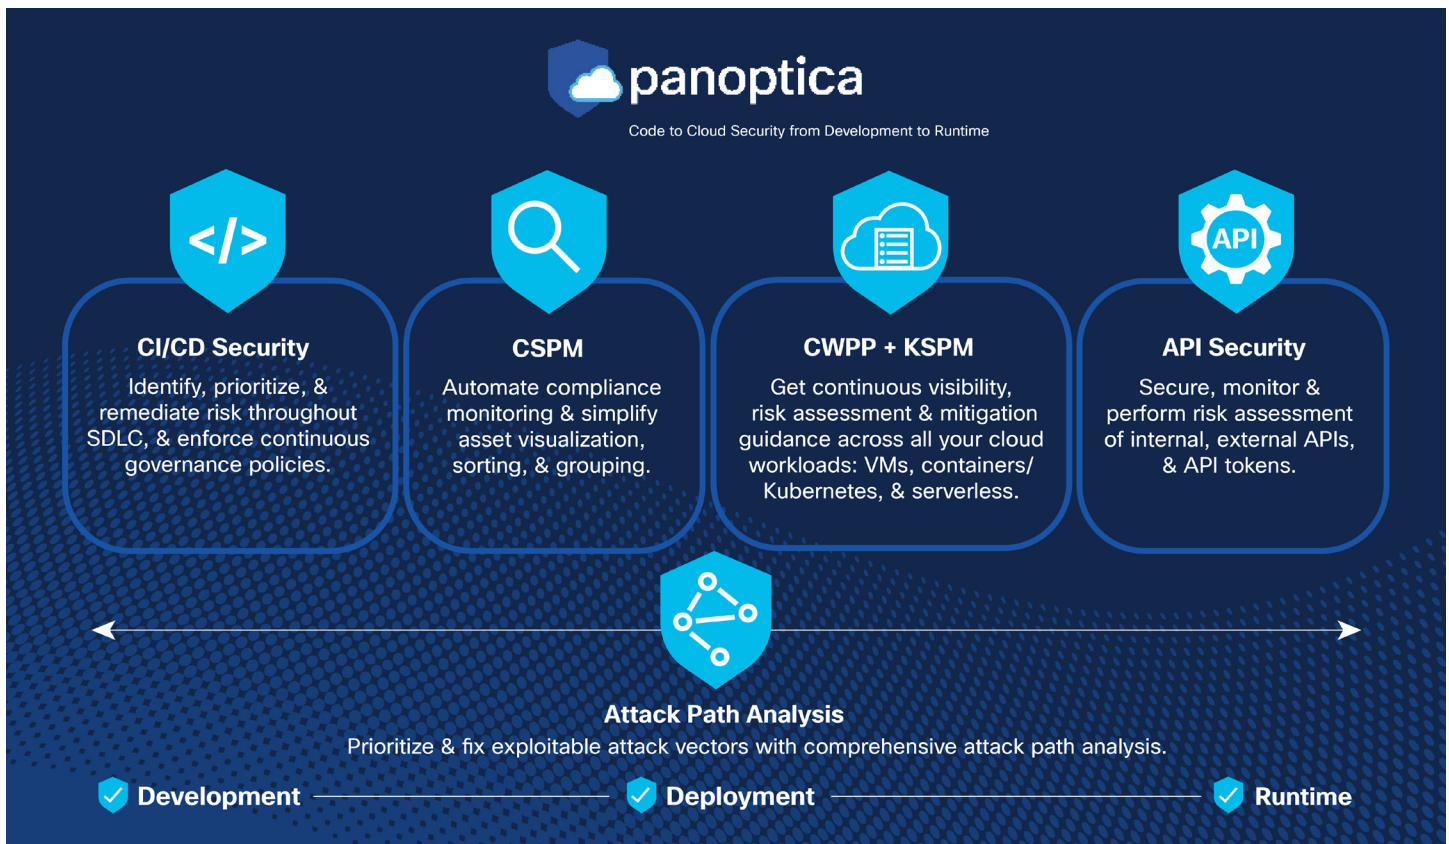 panoptica
Code to Cloud Security from Development to Runtime
</>
API
CI/CD Security
Identify, prioritize, &
remediate risk throughout
SDLC, & enforce continuous
governance policies.
CSPM
Automate compliance
monitoring & simplify
asset visualization,
sorting, & grouping.
CWPP + KSPM
Get continuous visibility,
risk assessment & mitigation
guidance across all your cloud
workloads: VMs, containers/
Kubernetes, & serverless.
API Security
Secure, monitor &
perform risk assessment
of internal, external APIs,
& API tokens.
Attack Path Analysis
Prioritize & fix exploitable attack vectors with comprehensive attack path analysis.
Development
Deployment
Runtime